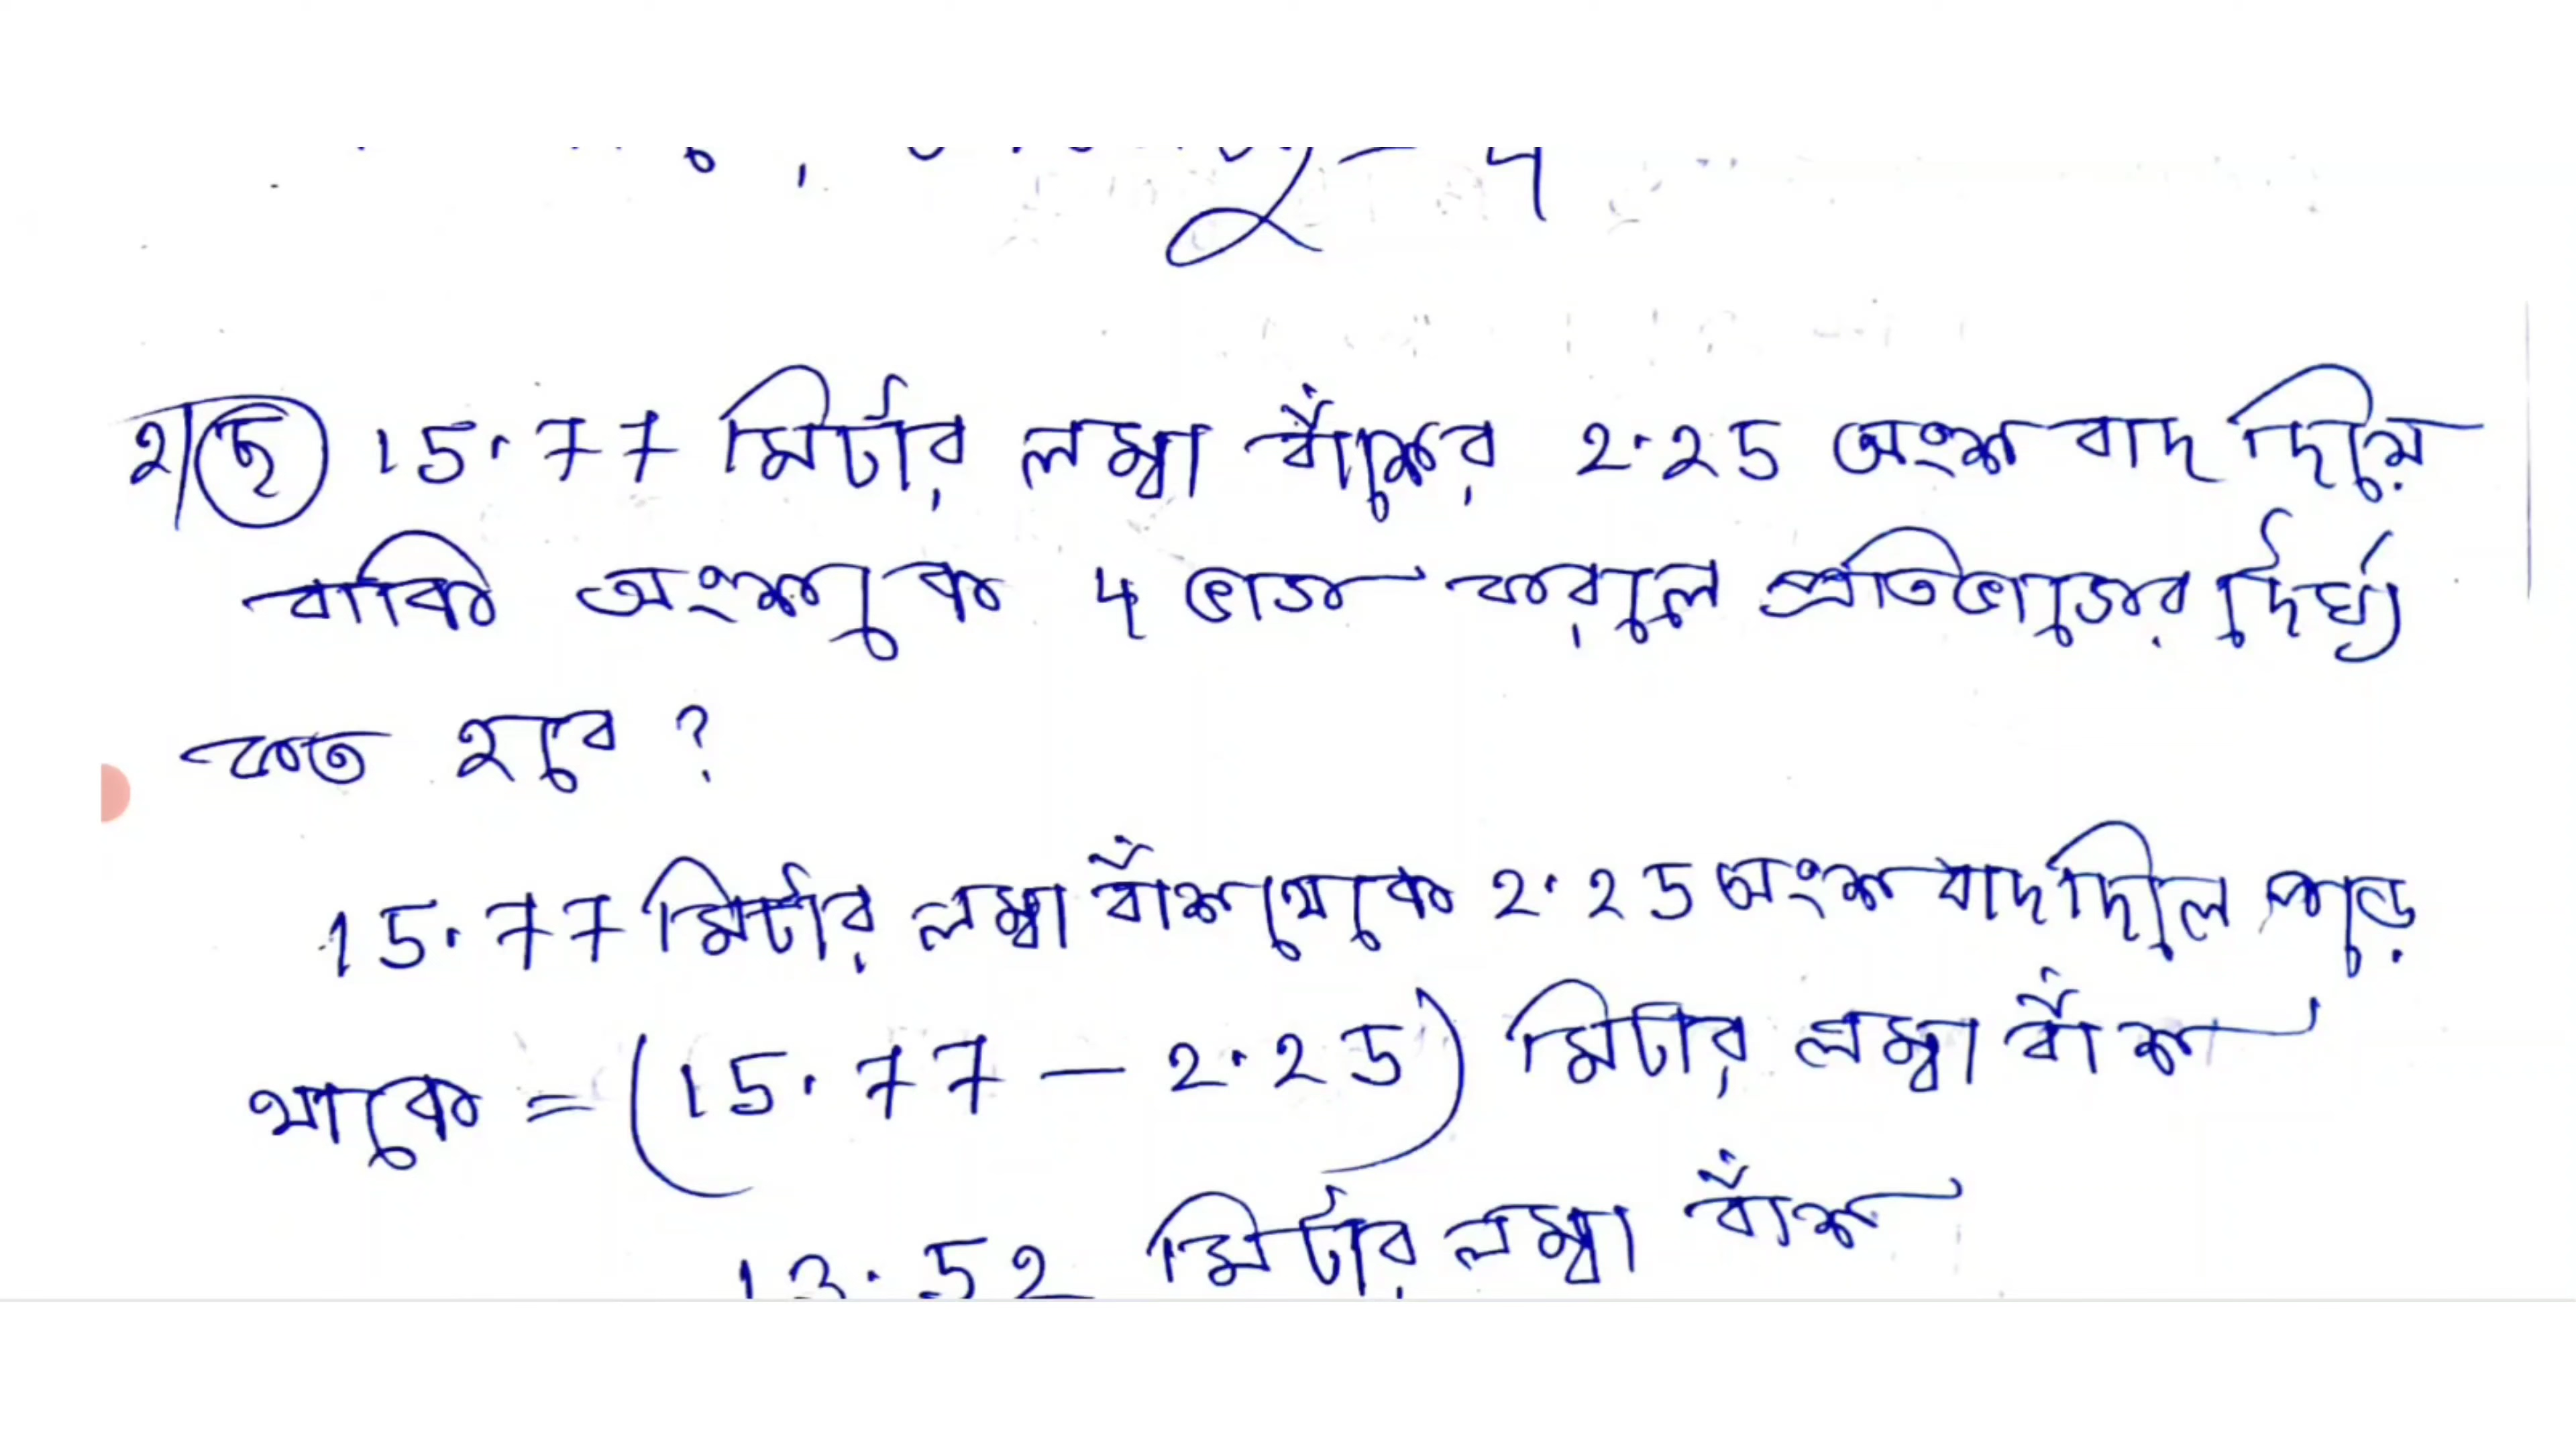 ২| ছ 15.77 মিটার লম্বা বাঁশের 2.25 অংশ বাদ দিয়ে
বাকি অংশকে 4 ভাগ করলে প্রতিভাগের দৈর্ঘ্য
কত হবে ?
15.77 মিটার লম্বা বাঁশ থেকে 2.25 অংশ বাদ দিলে পড়ে
থাকে = (15.77 – 2.25) মিটার লম্বা বাঁশ
13.52 মিটার লম্বা বাঁশ